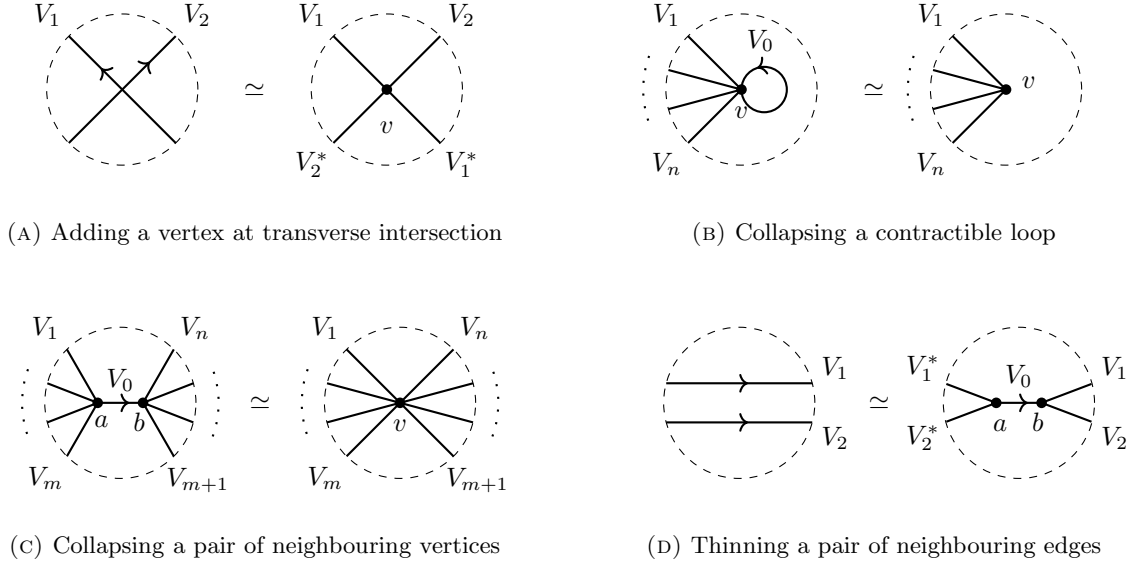 V₁ V₂ V₁ V₂
≃
v
V₂* V₁*
(A) Adding a vertex at transverse intersection
V₁ V₀ V₁
≃
v v
Vₙ Vₙ
(B) Collapsing a contractible loop
V₁ Vₙ V₁ Vₙ
V₀
≃
a b v
Vₘ Vₘ₊₁ Vₘ Vₘ₊₁
(C) Collapsing a pair of neighbouring vertices
V₁ V₁* V₀ V₁
≃
V₂ V₂* a b V₂
(D) Thinning a pair of neighbouring edges